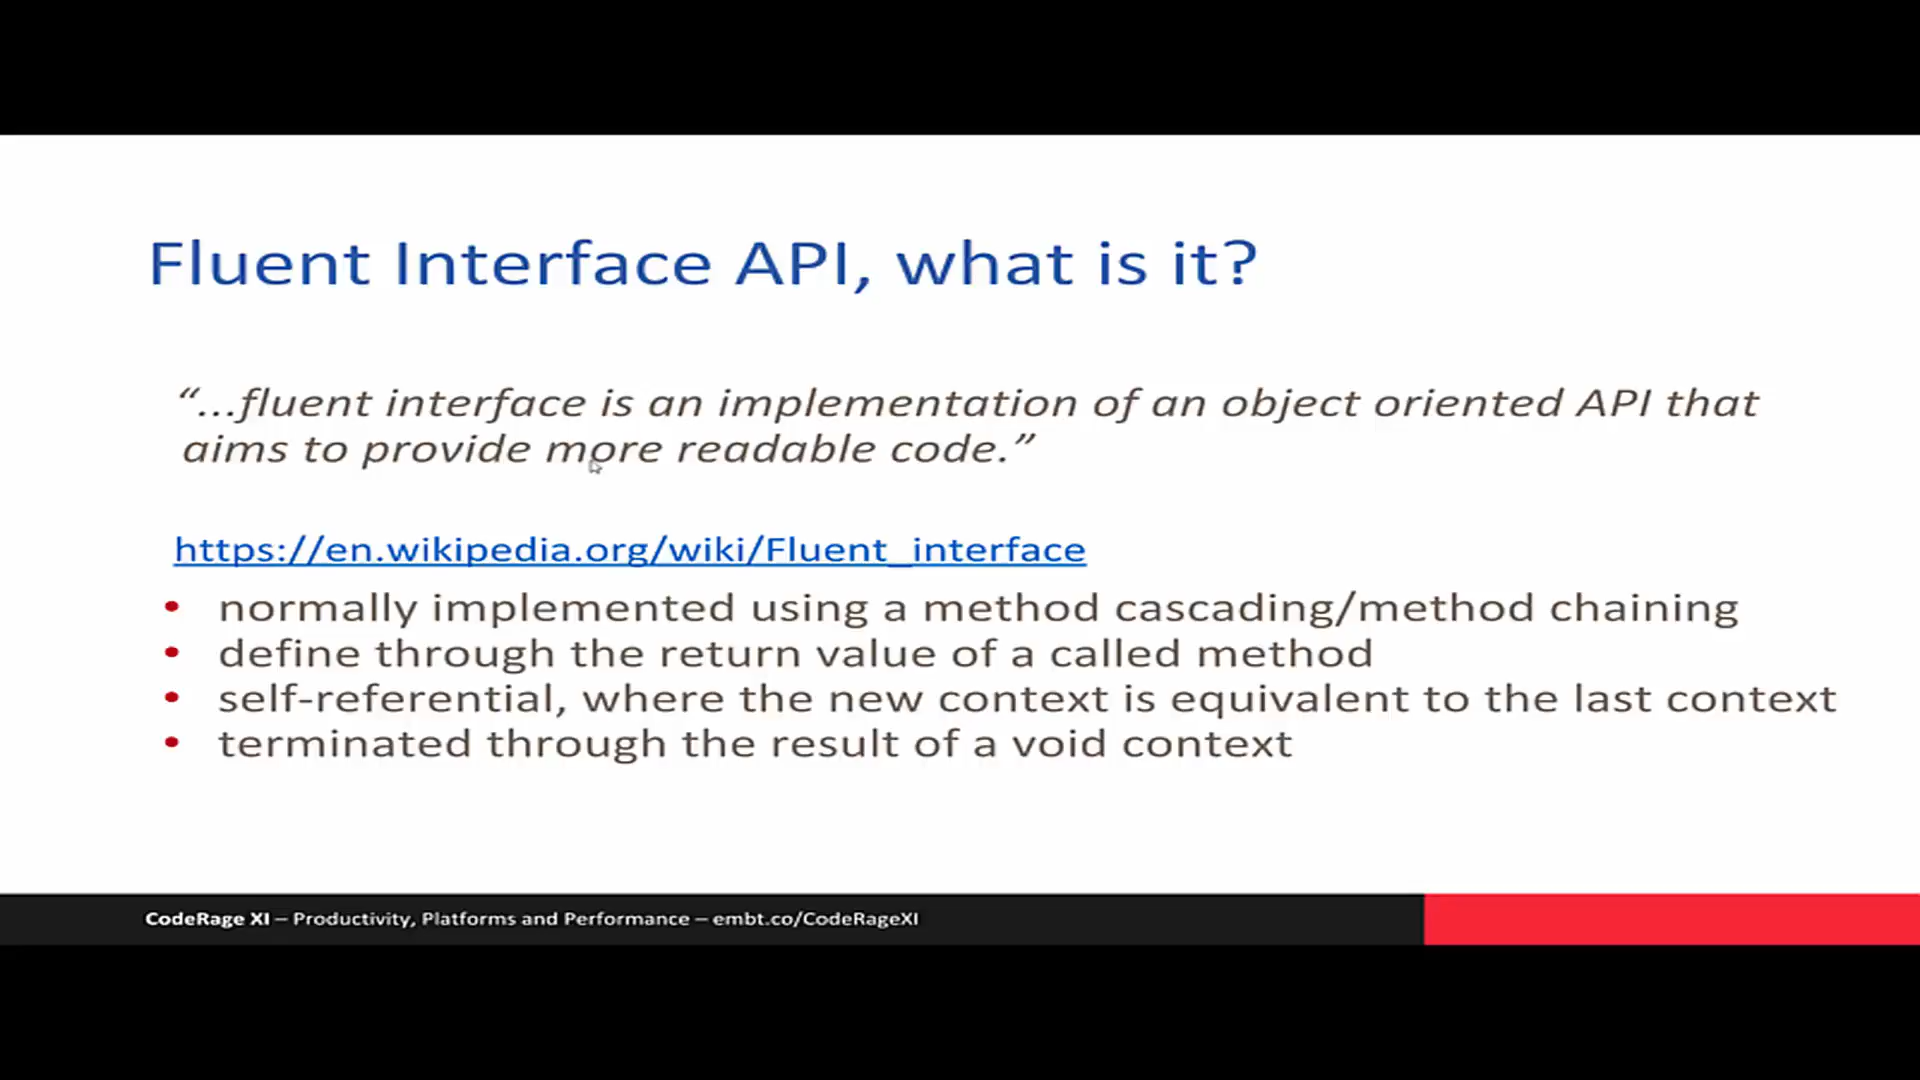 Fluent Interface API, what is it?
“...fluent interface is an implementation of an object oriented API that
aims to provide more readable code.”
https://en.wikipedia.org/wiki/Fluent_interface
• normally implemented using a method cascading/method chaining
• define through the return value of a called method
• self-referential, where the new context is equivalent to the last context
• terminated through the result of a void context
CodeRage XI – Productivity, Platforms and Performance – embt.co/CodeRageXI